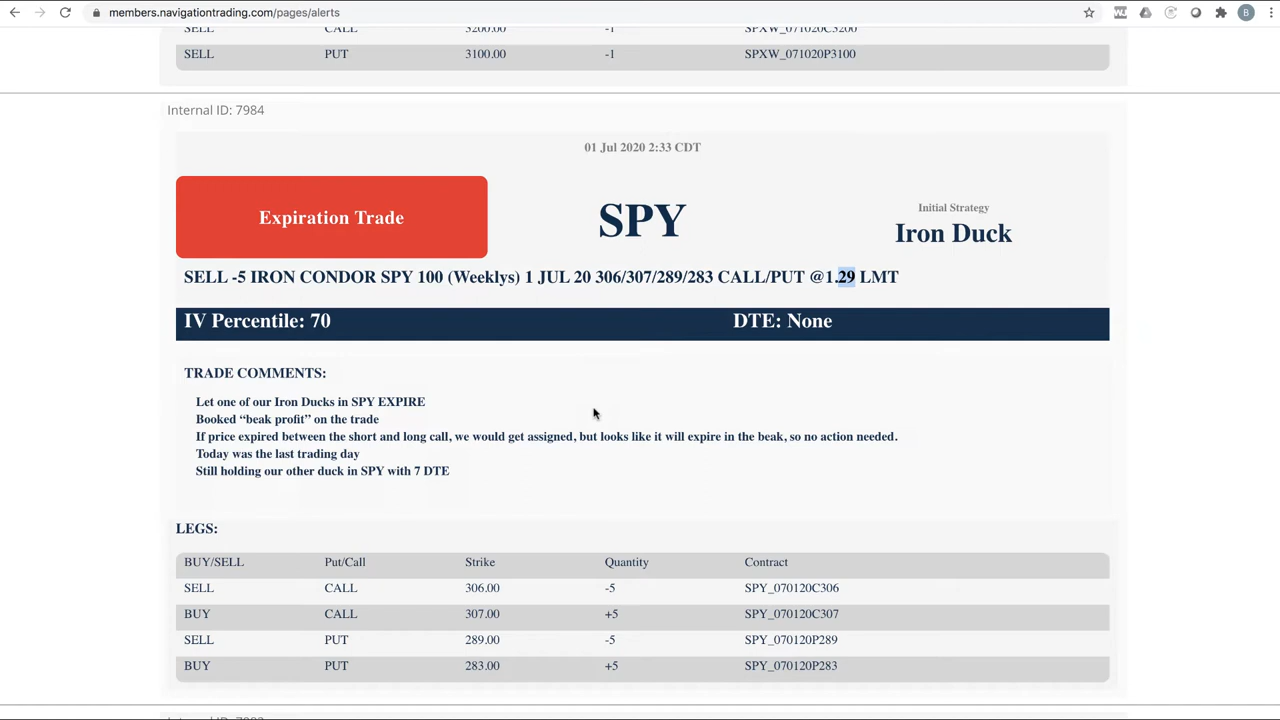 members.navigationtrading.com/pages/alerts
SELL CALL 3200.00 -1 SPXW_071020C3200
SELL PUT 3100.00 -1 SPXW_071020P3100
Internal ID: 7984
01 Jul 2020 2:33 CDT
Expiration Trade
SPY
Initial Strategy
Iron Duck
SELL -5 IRON CONDOR SPY 100 (Weeklys) 1 JUL 20 306/307/289/283 CALL/PUT @1.29 LMT
IV Percentile: 70 DTE: None
TRADE COMMENTS:
Let one of our Iron Ducks in SPY EXPIRE
Booked “beak profit” on the trade
If price expired between the short and long call, we would get assigned, but looks like it will expire in the beak, so no action needed.
Today was the last trading day
Still holding our other duck in SPY with 7 DTE
LEGS:
BUY/SELL Put/Call Strike Quantity Contract
SELL CALL 306.00 -5 SPY_070120C306
BUY CALL 307.00 +5 SPY_070120C307
SELL PUT 289.00 -5 SPY_070120P289
BUY PUT 283.00 +5 SPY_070120P283